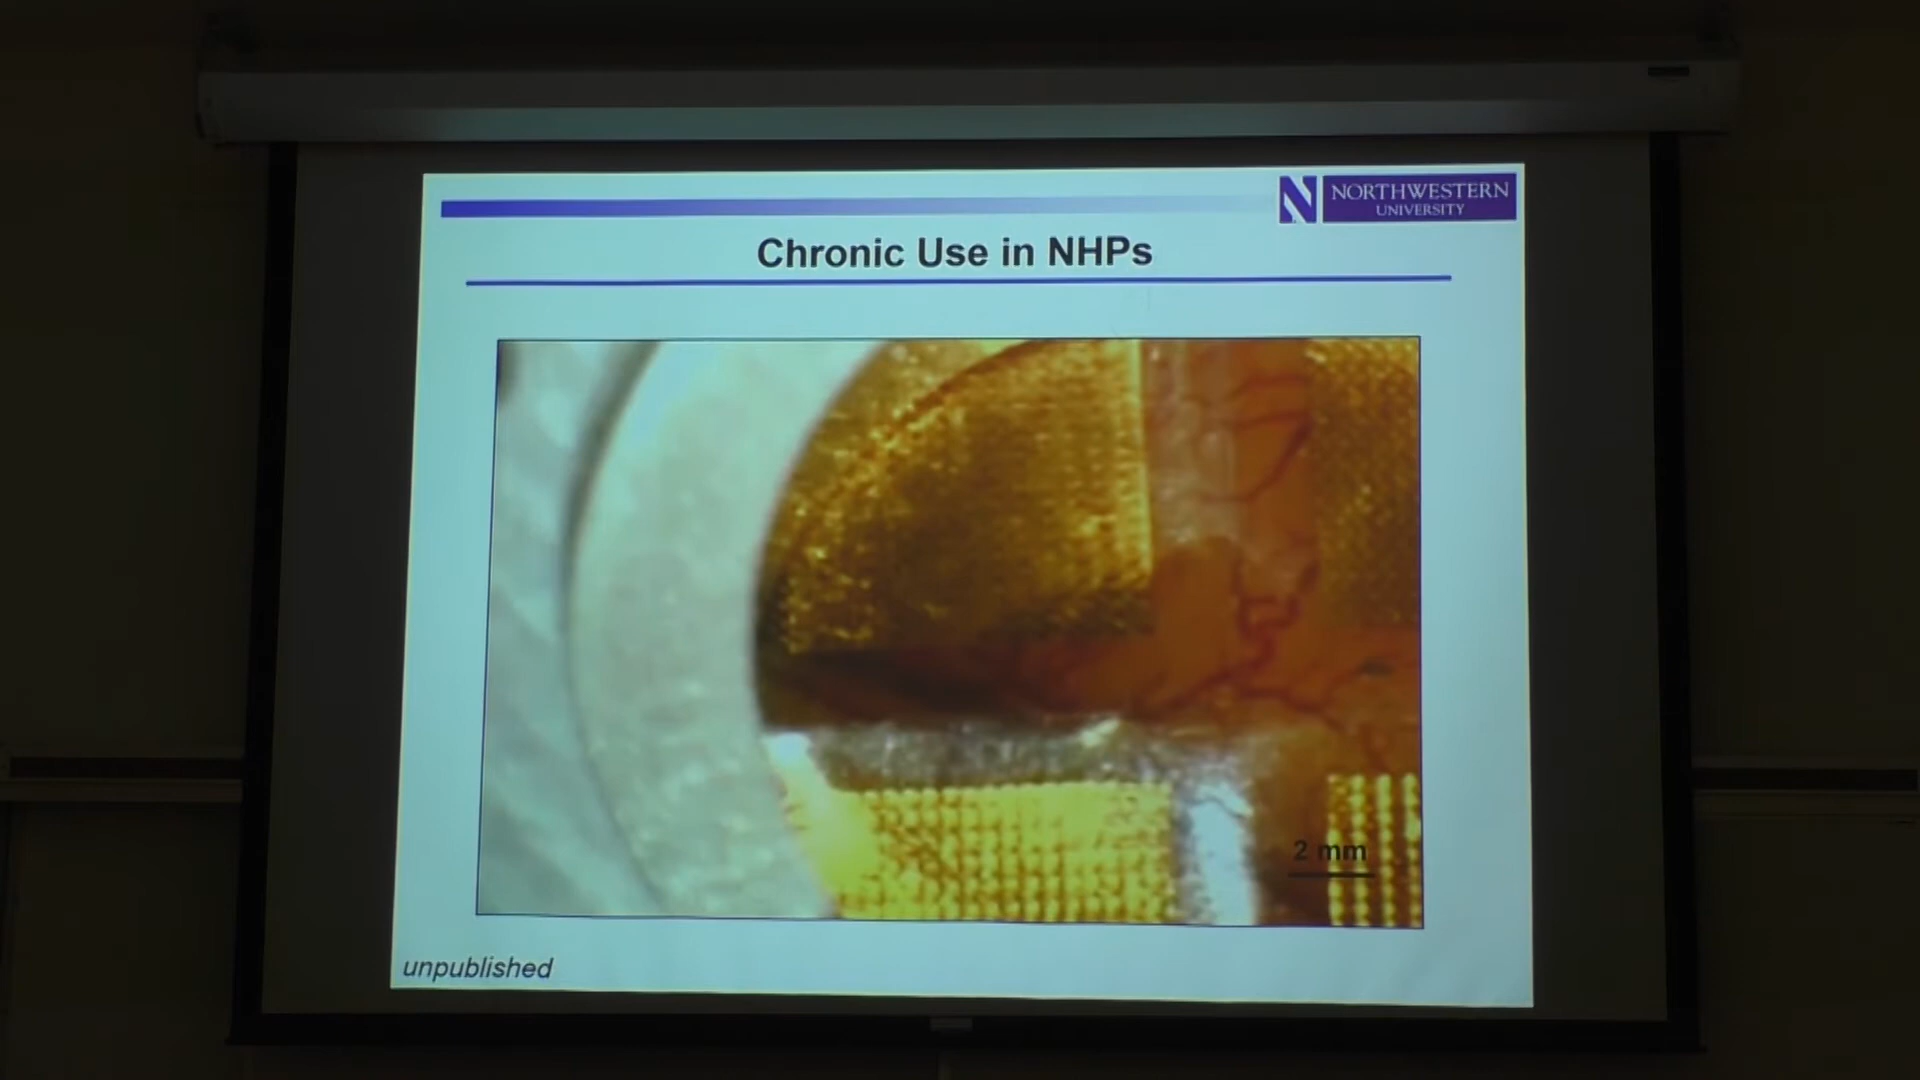 N NORTHWESTERN
UNIVERSITY
Chronic Use in NHPs
2 mm
unpublished